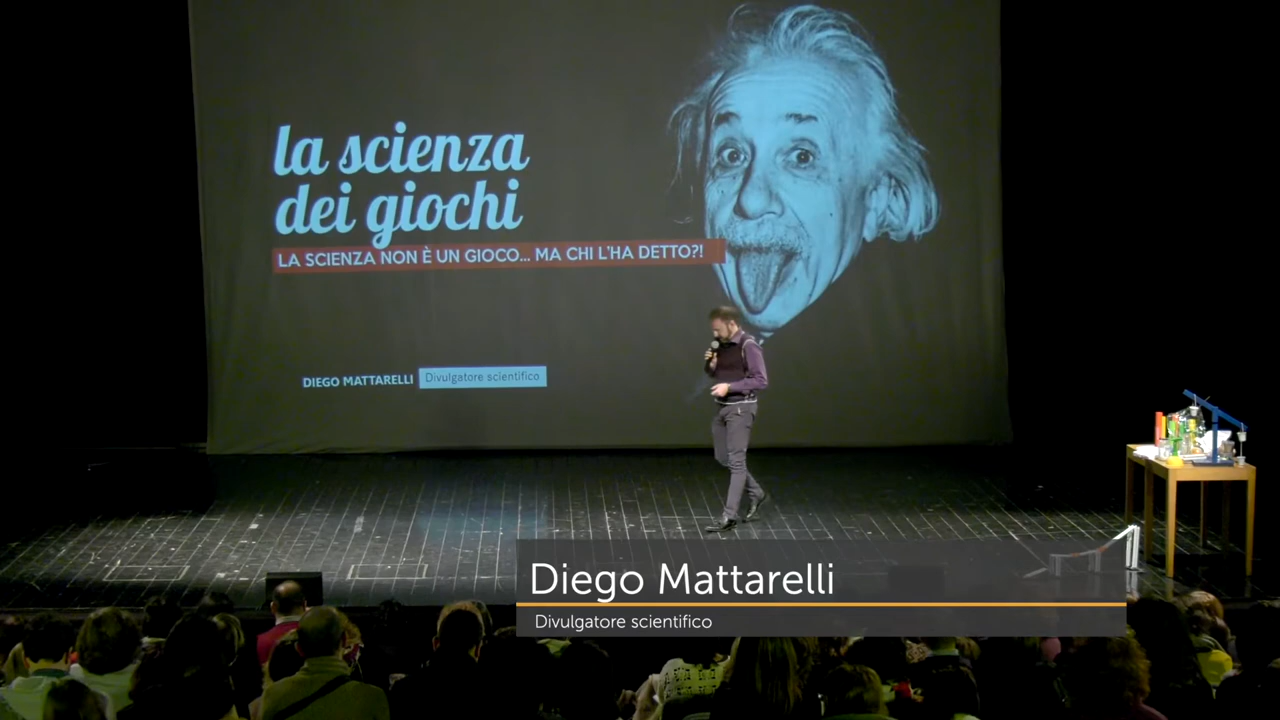 la scienza
dei giochi
LA SCIENZA NON È UN GIOCO... MA CHI L'HA DETTO?!
DIEGO MATTARELLI Divulgatore scientifico
Diego Mattarelli
Divulgatore scientifico